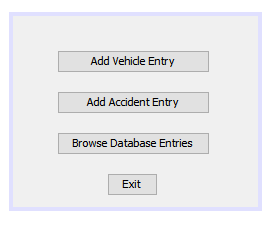 Add Vehicle Entry
Add Accident Entry
Browse Database Entries
Exit